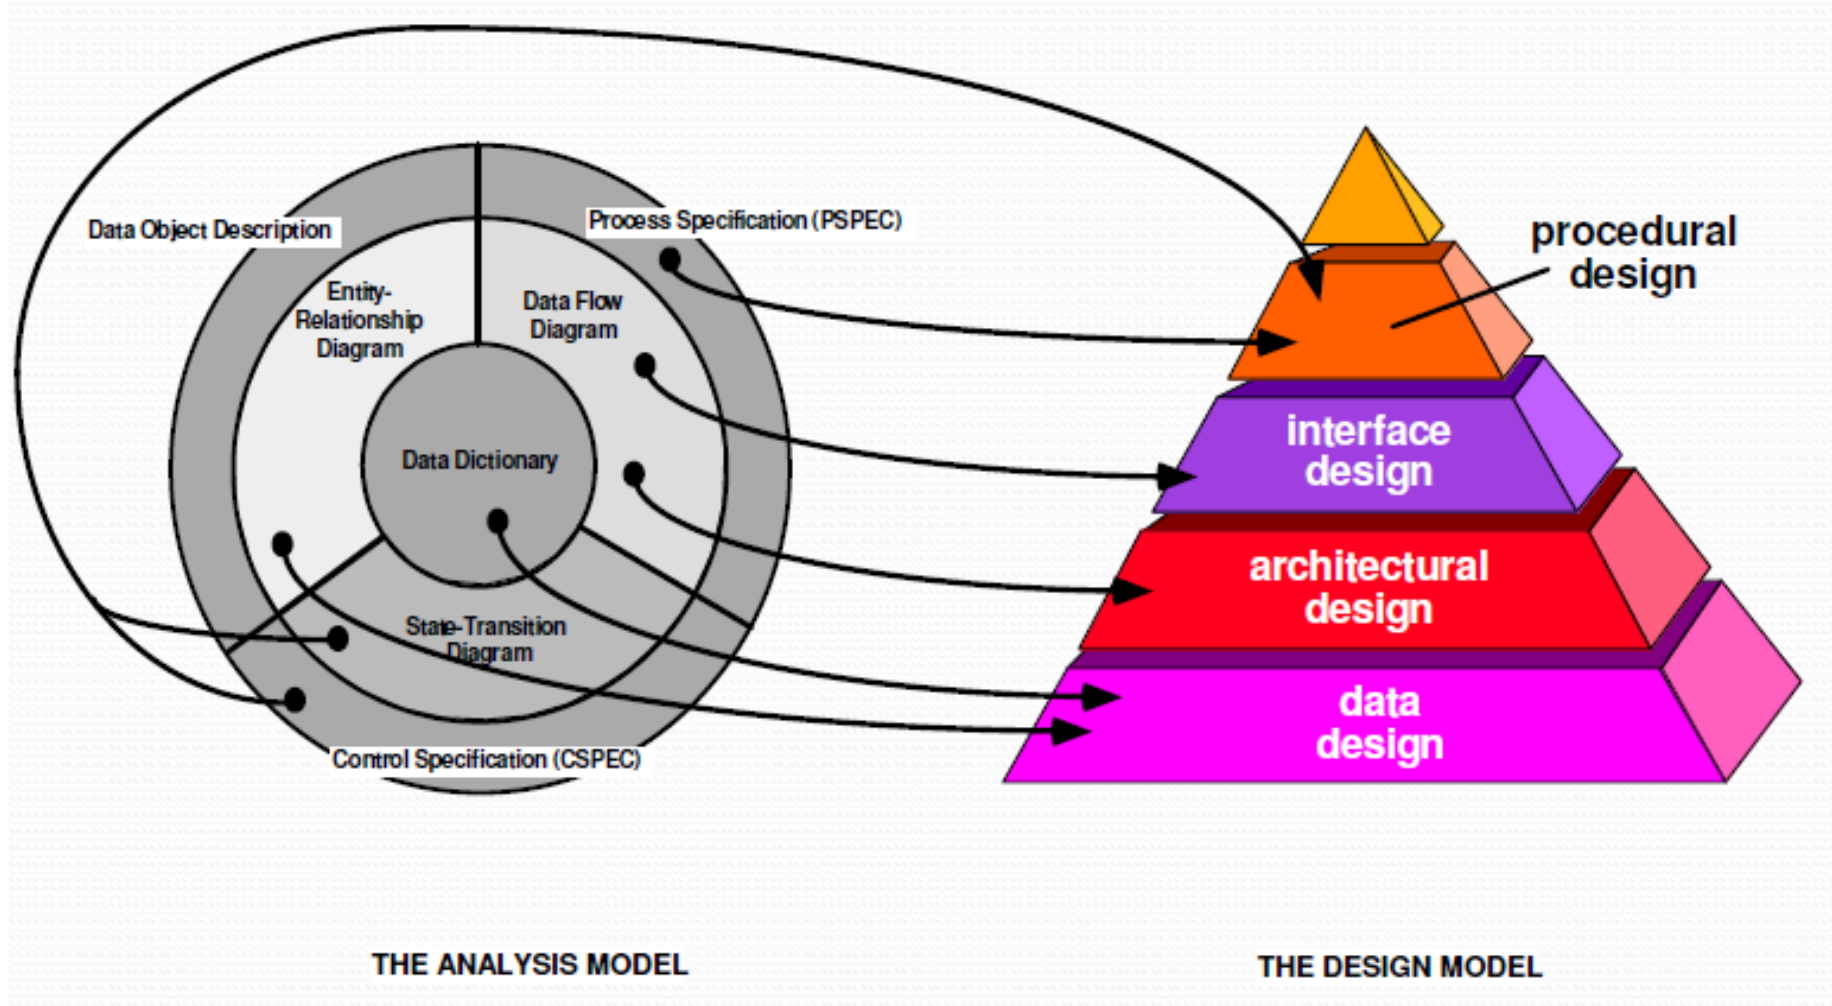 Data Object Description
Process Specification (PSPEC)
Entity-
Relationship
Diagram
Data Flow
Diagram
Data Dictionary
State-Transition
Diagram
Control Specification (CSPEC)
THE ANALYSIS MODEL
procedural
design
interface
design
architectural
design
data
design
THE DESIGN MODEL